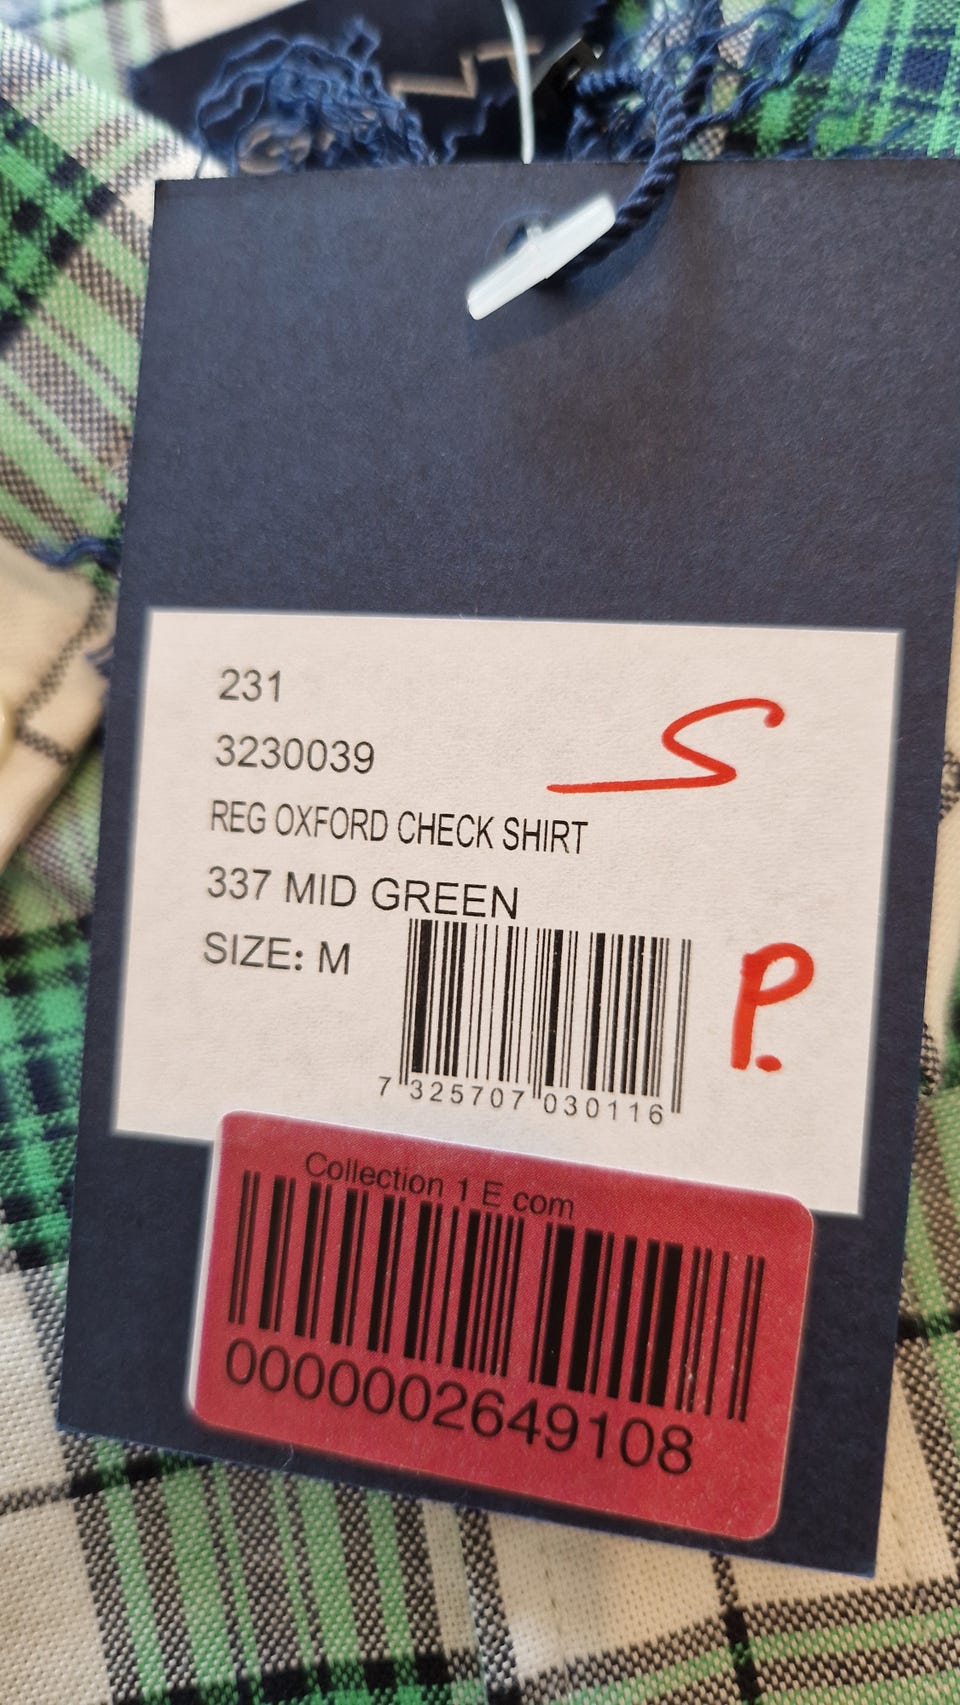 231
3230039
S
REG OXFORD CHECK SHIRT
337 MID GREEN
SIZE: M
P.
7 325707 030116
Collection 1 E com
0000002649108